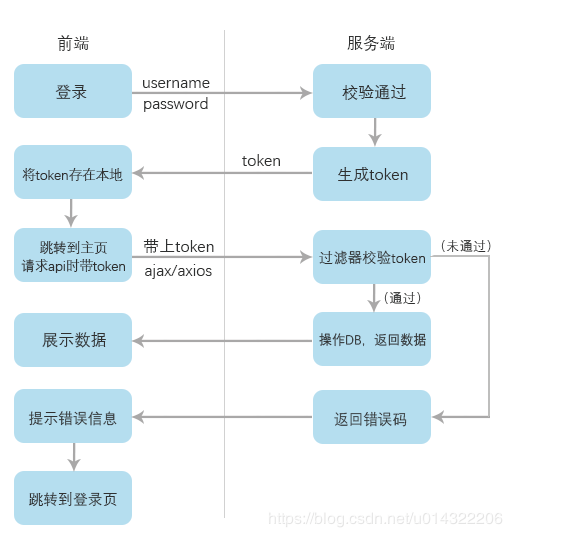 前端
服务端
登录
username
password
校验通过
将token存在本地
token
生成token
跳转到主页
请求api时带token
带上token
ajax/axios
过滤器校验token
(未通过)
(通过)
展示数据
操作DB，返回数据
提示错误信息
返回错误码
跳转到登录页
https://blog.csdn.net/u014322206